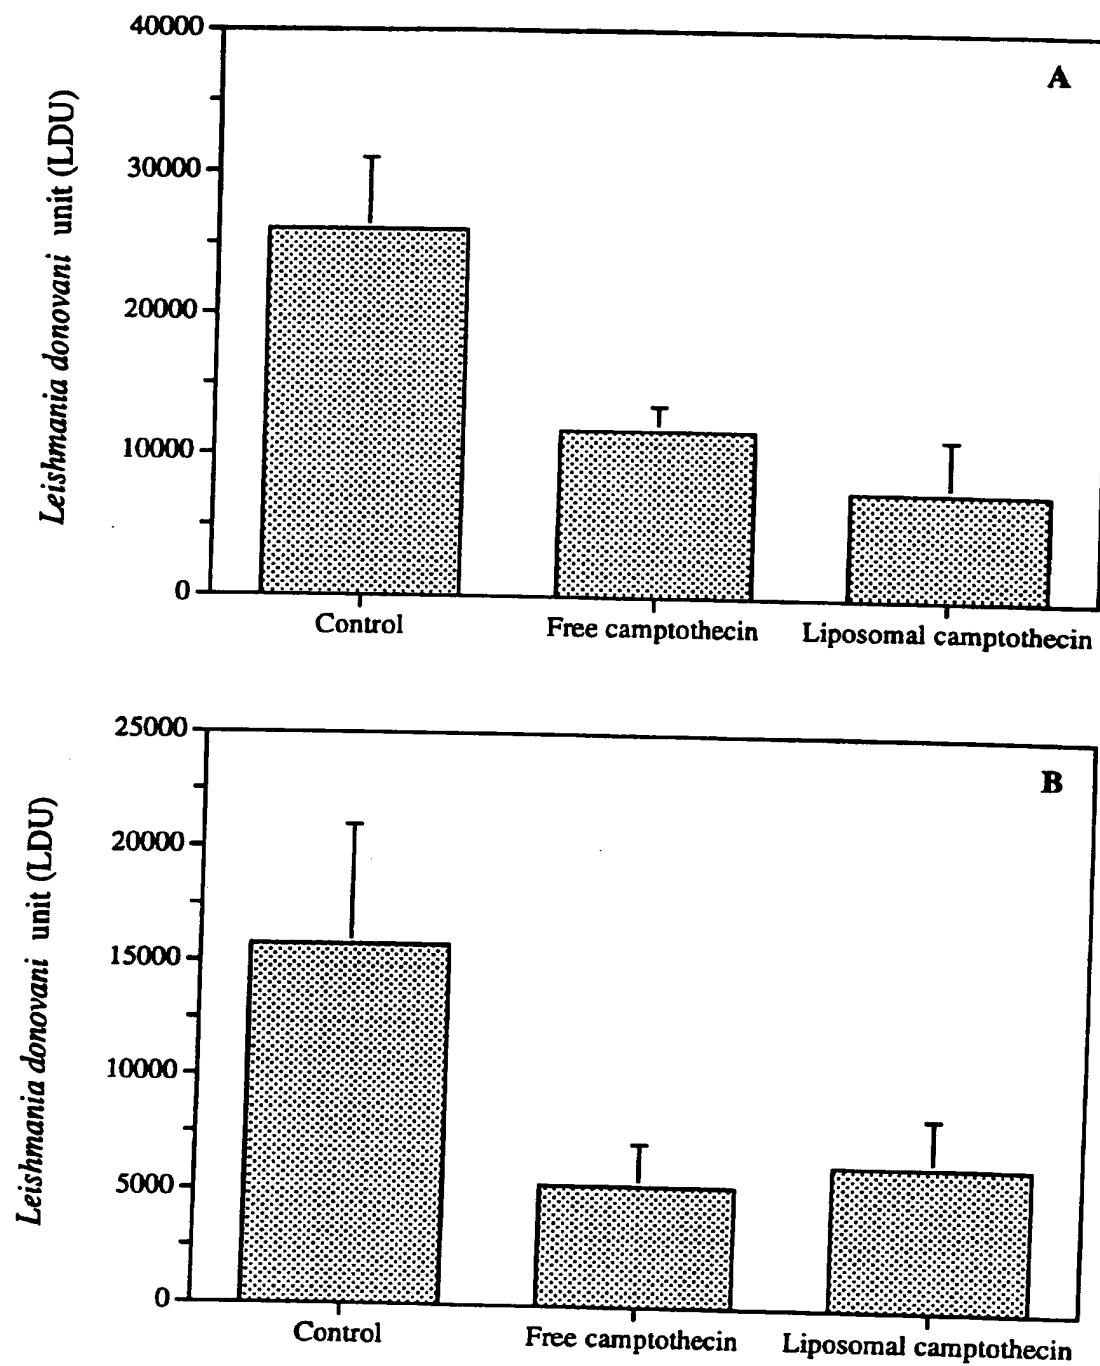 A
40000
30000
20000
10000
0
Leishmania donovani unit (LDU)
Control
Free camptothecin
Liposomal camptothecin
B
25000
20000
15000
10000
5000
0
Leishmania donovani unit (LDU)
Control
Free camptothecin
Liposomal camptothecin